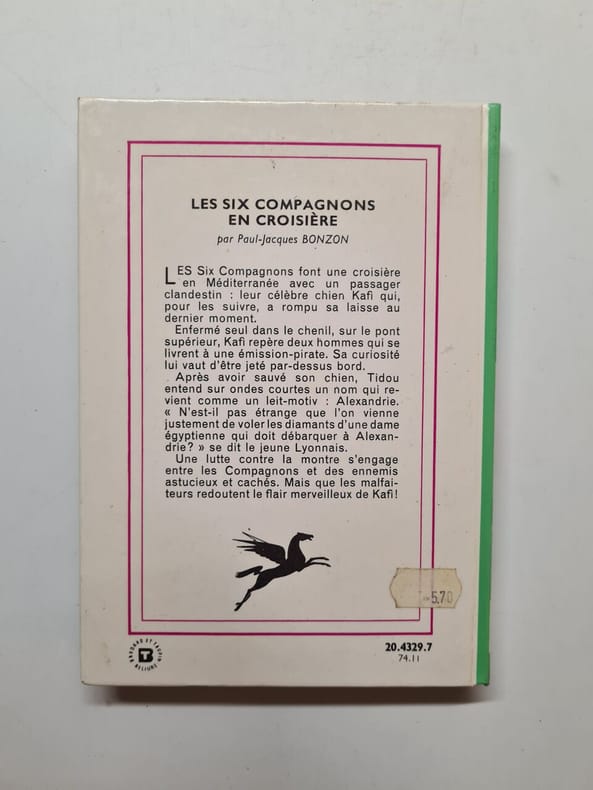 LES SIX COMPAGNONS
EN CROISIÈRE
par Paul-Jacques BONZON
LES Six Compagnons font une croisière
en Méditerranée avec un passager
clandestin : leur célèbre chien Kafi qui,
pour les suivre, a rompu sa laisse au
dernier moment.
Enfermé seul dans le chenil, sur le pont
supérieur, Kafi repère deux hommes qui se
livrent à une émission-pirate. Sa curiosité
lui vaut d'être jeté par-dessus bord.
Après avoir sauvé son chien, Tidou
entend sur ondes courtes un nom qui re-
vient comme un leit-motiv : Alexandrie.
« N'est-il pas étrange que l'on vienne
justement de voler les diamants d'une dame
égyptienne qui doit débarquer à Alexan-
drie? » se dit le jeune Lyonnais.
Une lutte contre la montre s'engage
entre les Compagnons et des ennemis
astucieux et cachés. Mais que les malfai-
teurs redoutent le flair merveilleux de Kafi!
5.70
BRODARD ET TAUPIN
RELIURE
20.4329.7
74.11